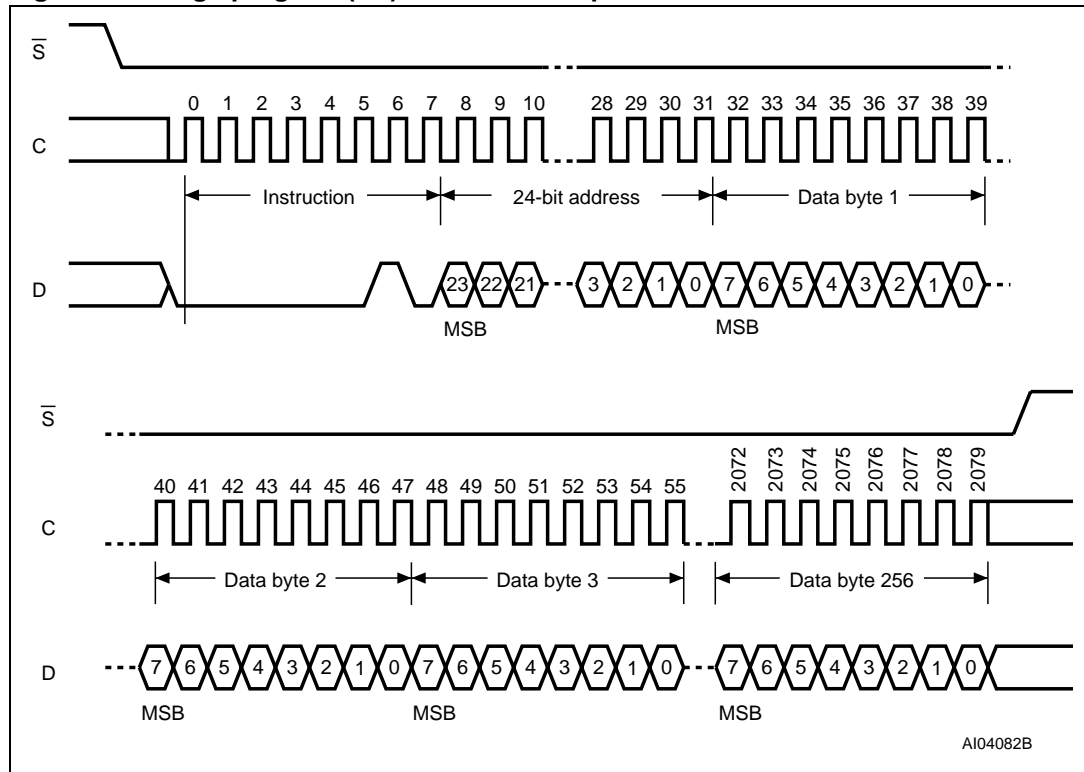 S
0 1 2 3 4 5 6 7 8 9 10 28 29 30 31 32 33 34 35 36 37 38 39
C
Instruction 24-bit address Data byte 1
D 23 22 21 3 2 1 0 7 6 5 4 3 2 1 0
MSB MSB
S
40 41 42 43 44 45 46 47 48 49 50 51 52 53 54 55 2072 2073 2074 2075 2076 2077 2078 2079
C
Data byte 2 Data byte 3 Data byte 256
D 7 6 5 4 3 2 1 0 7 6 5 4 3 2 1 0 7 6 5 4 3 2 1 0
MSB MSB MSB
AI04082B